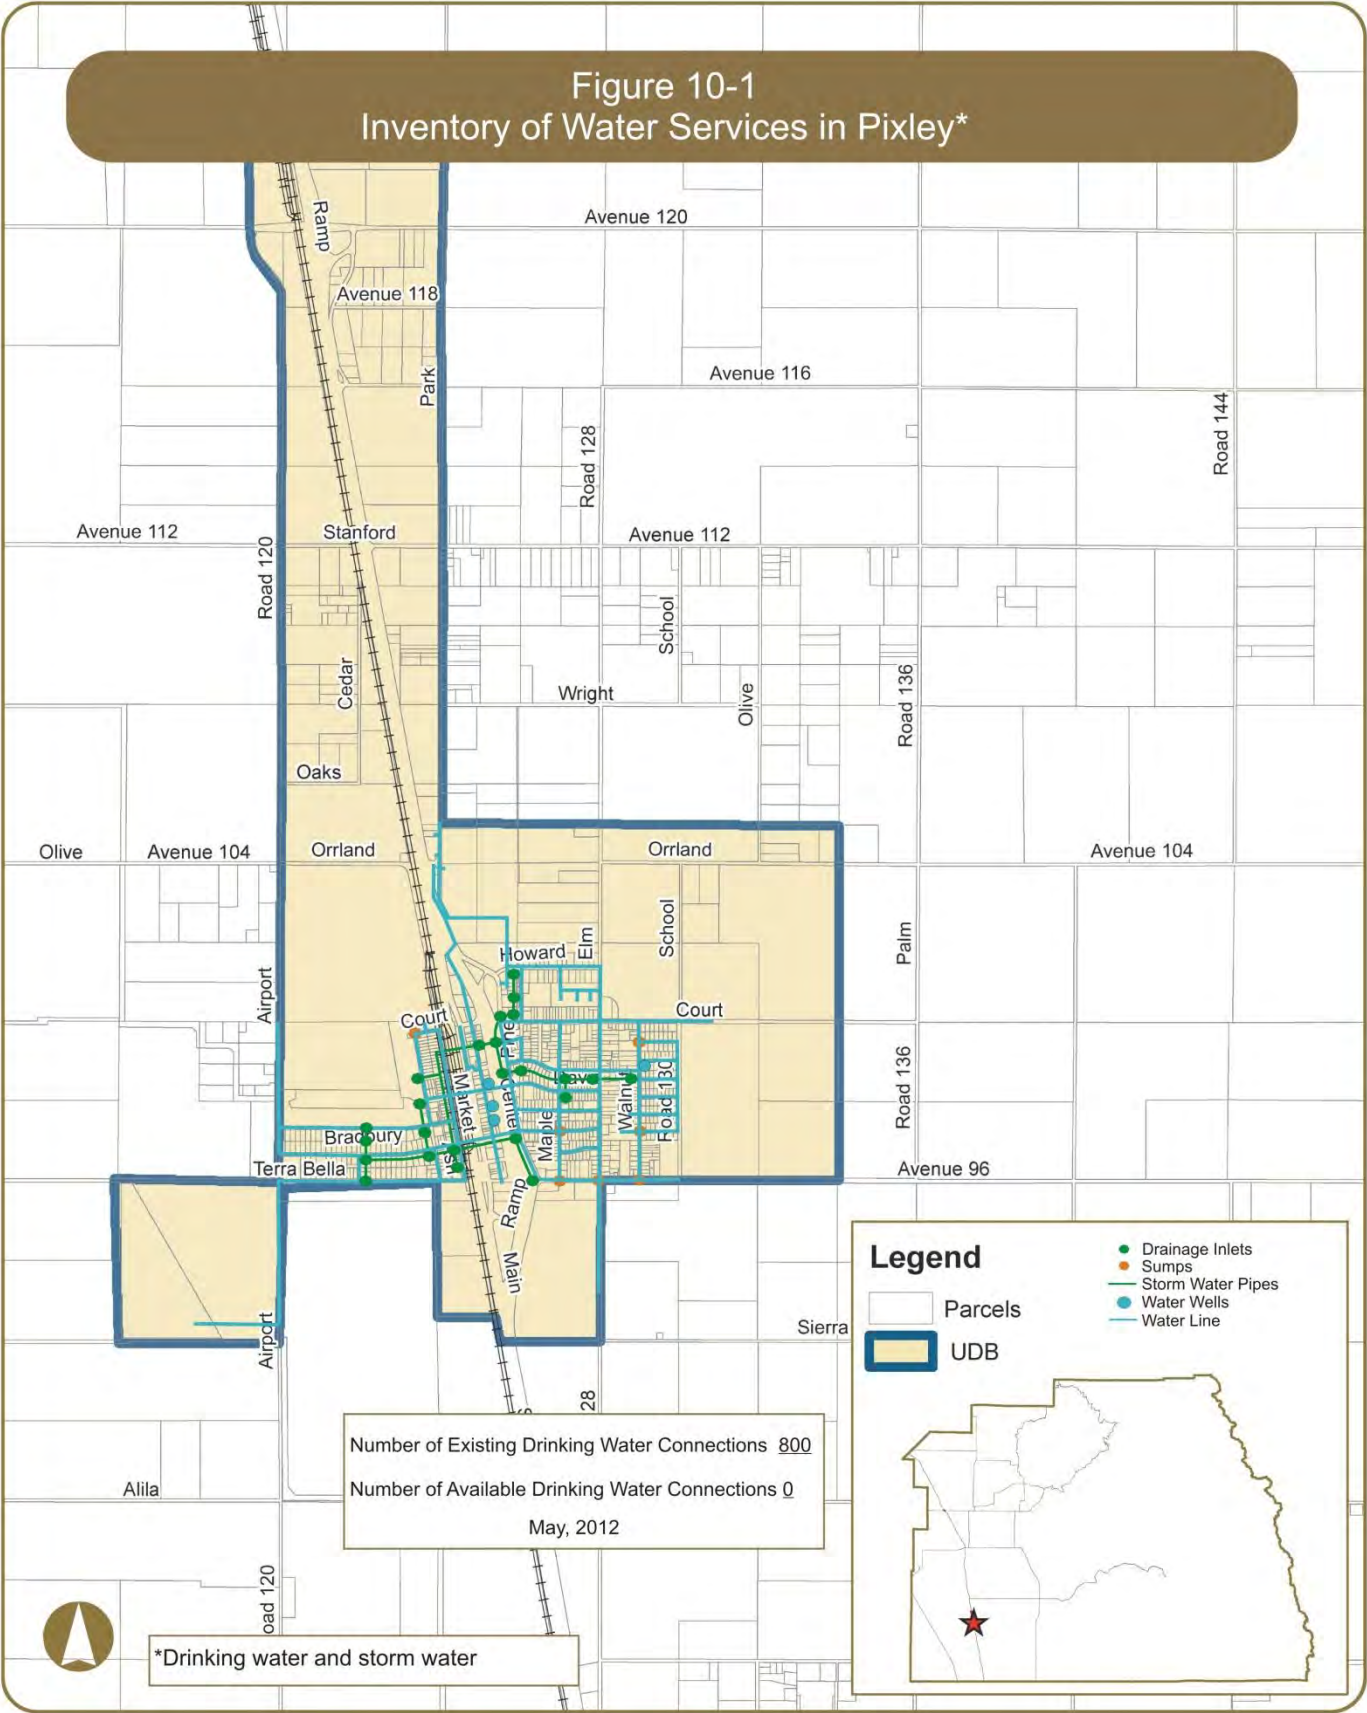 Figure 10-1
Inventory of Water Services in Pixley*
Ramp
Avenue 120
Avenue 118
Park
Avenue 116
Road 144
Road 128
Avenue 112
Stanford
Avenue 112
Road 120
School
Cedar
Wright
Olive
Road 136
Oaks
Olive
Avenue 104
Orrland
Orrland
Avenue 104
School
Palm
Howard
Elm
Airport
Court
Court
Pine
Market
Road 136
Road 130
Walnut
Maple
Bradbury
Terra Bella
Avenue 96
Ramp
Main
Airport
Sierra
28
Alila
oad 120
Legend
Parcels
UDB
Drainage Inlets
Sumps
Storm Water Pipes
Water Wells
Water Line
Number of Existing Drinking Water Connections 800
Number of Available Drinking Water Connections 0
May, 2012
*Drinking water and storm water